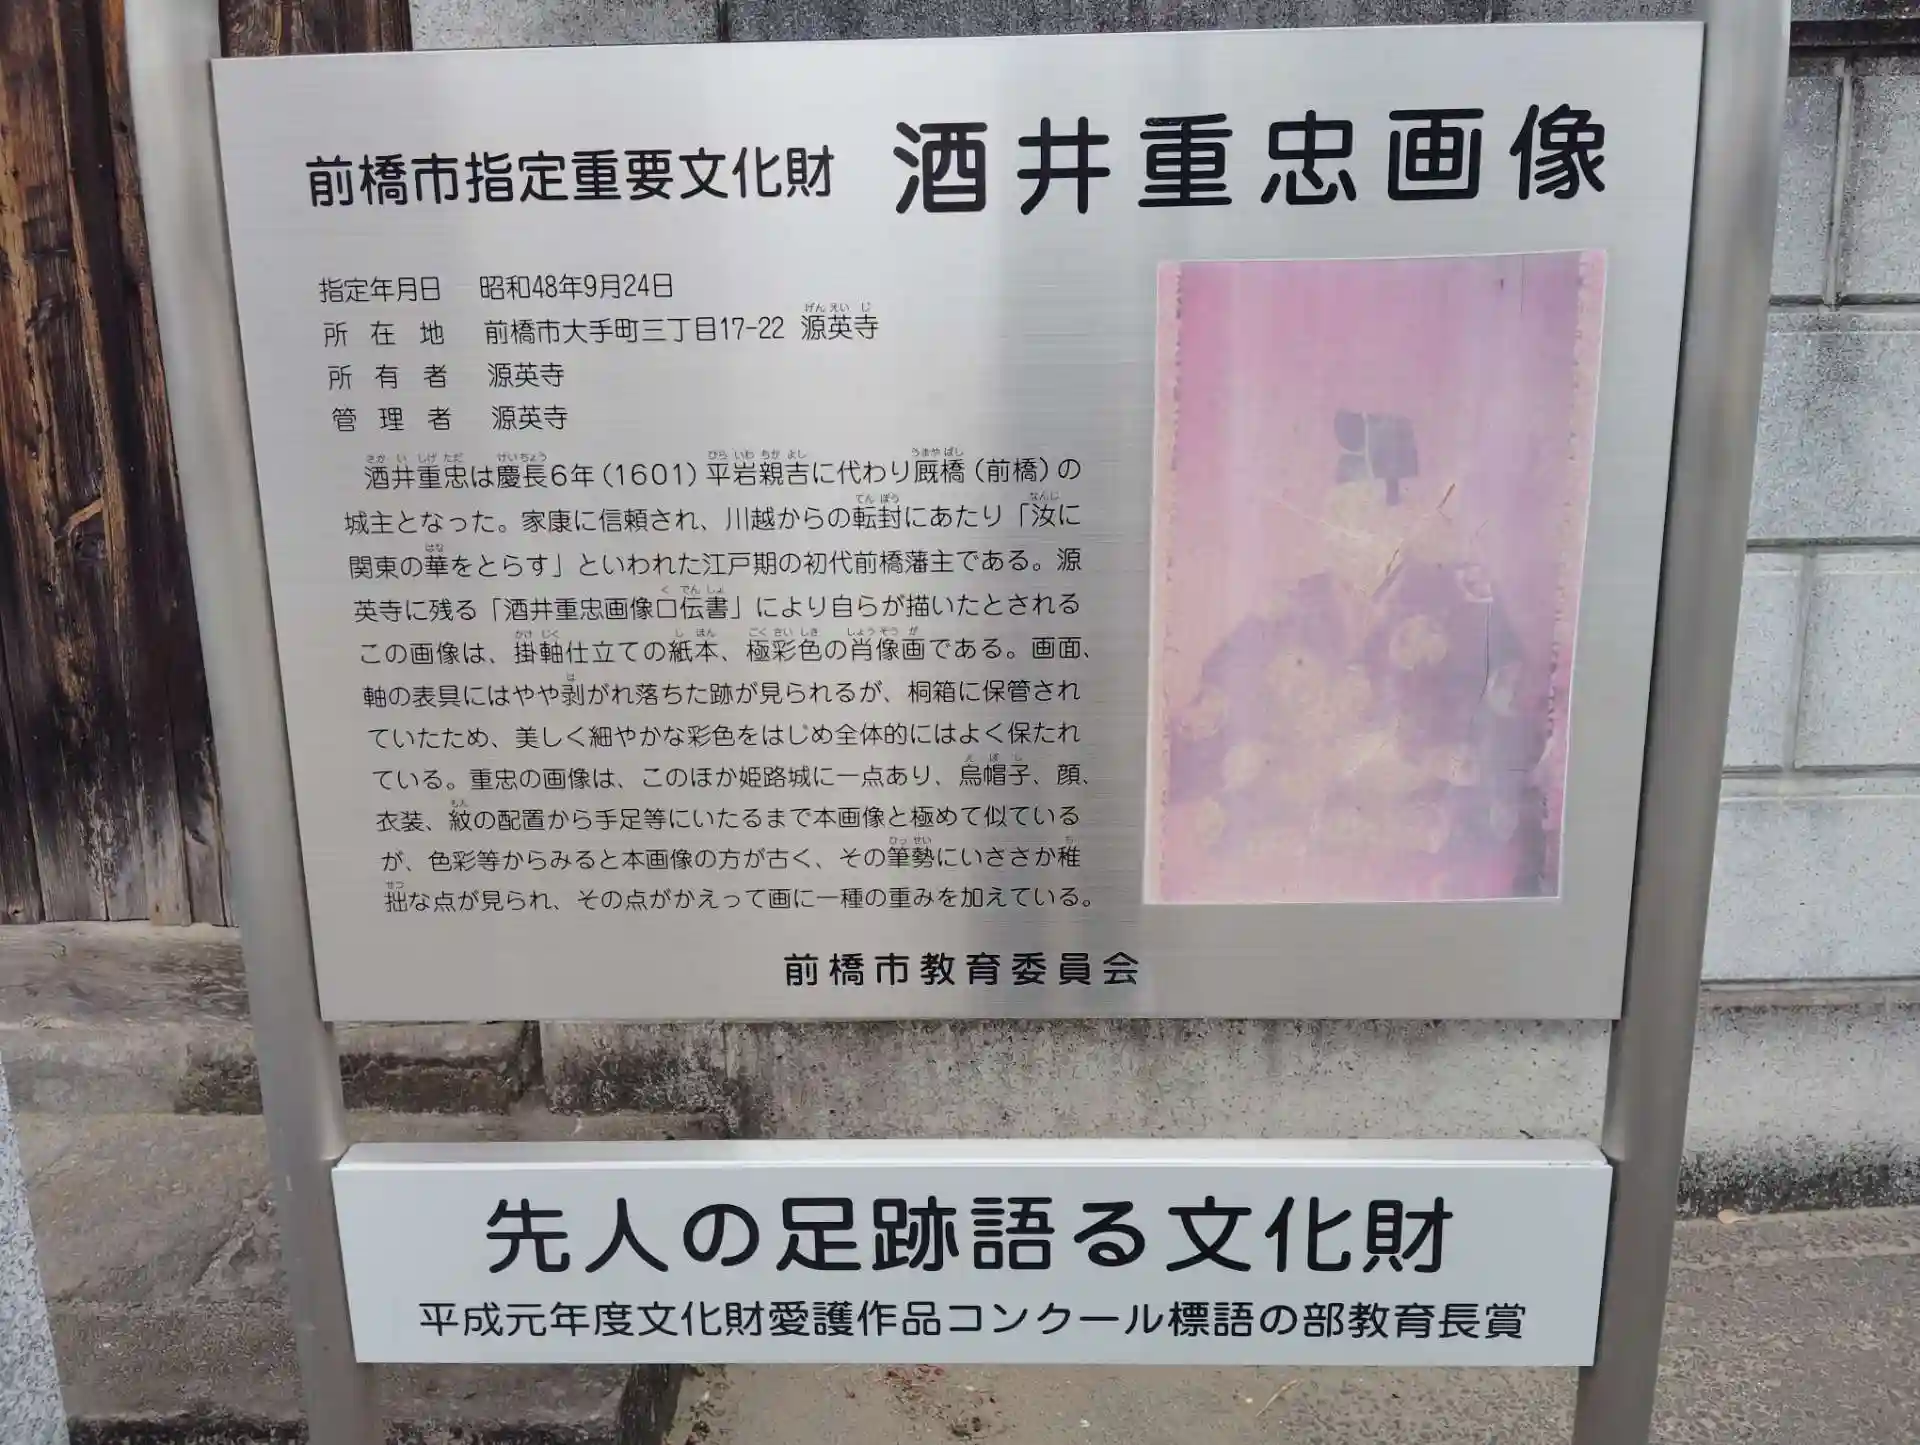 前橋市指定重要文化財 酒井重忠画像
指定年月日 昭和48年9月24日
所在地 前橋市大手町三丁目17-22 源英寺
所有者 源英寺
管理者 源英寺
酒井重忠は慶長6年(1601)平岩親吉に代わり厩橋(前橋)の
城主となった。家康に信頼され、川越からの転封にあたり「汝に
関東の華をとらす」といわれた江戸期の初代前橋藩主である。源
英寺に残る「酒井重忠画像口伝書」により自らが描いたとされる
この画像は、掛軸仕立ての紙本、極彩色の肖像画である。画面、
軸の表具にはやや剥がれ落ちた跡が見られるが、桐箱に保管され
ていたため、美しく細やかな彩色をはじめ全体的にはよく保たれ
ている。重忠の画像は、このほか姫路城に一点あり、烏帽子、顔、
衣装、紋の配置から手足等にいたるまで本画像と極めて似ている
が、色彩等からみると本画像の方が古く、その筆勢にいささか稚
拙な点が見られ、その点がかえって画に一種の重みを加えている。
前橋市教育委員会
先人の足跡語る文化財
平成元年度文化財愛護作品コンクール標語の部教育長賞